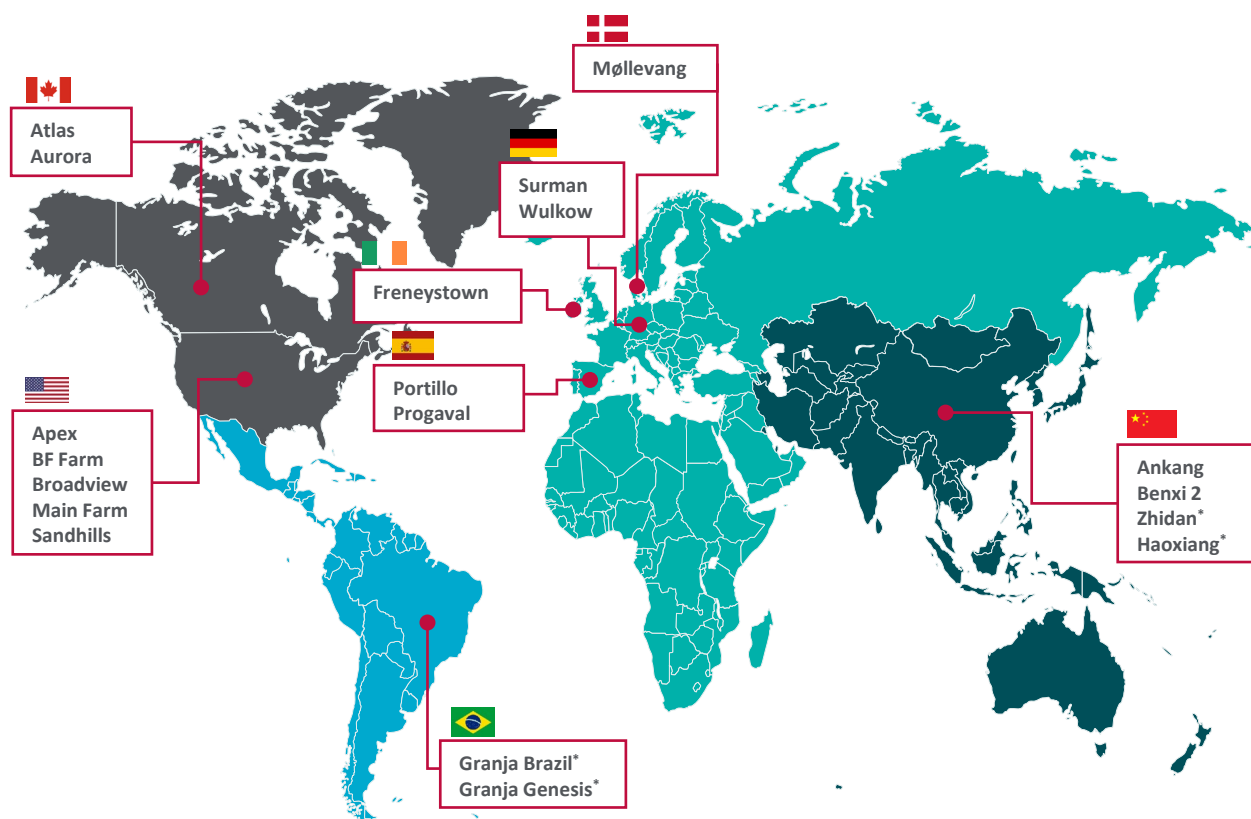 Møllevang
Atlas
Aurora
Surman
Wulkow
Freneystown
Portillo
Progaval
Apex
BF Farm
Broadview
Main Farm
Sandhills
Ankang
Benxi 2
Zhidan*
Haoxiang*
Granja Brazil*
Granja Genesis*